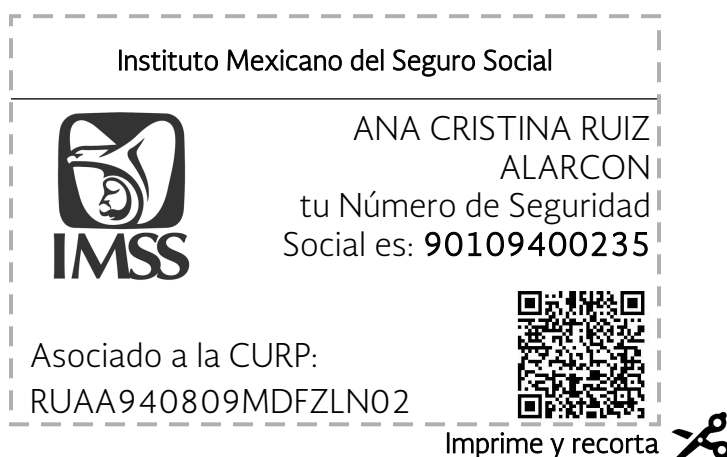 Instituto Mexicano del Seguro Social
ANA CRISTINA RUIZ
ALARCON
tu Número de Seguridad
Social es: 90109400235
IMSS
Asociado a la CURP:
RUAA940809MDFZLN02
Imprime y recorta